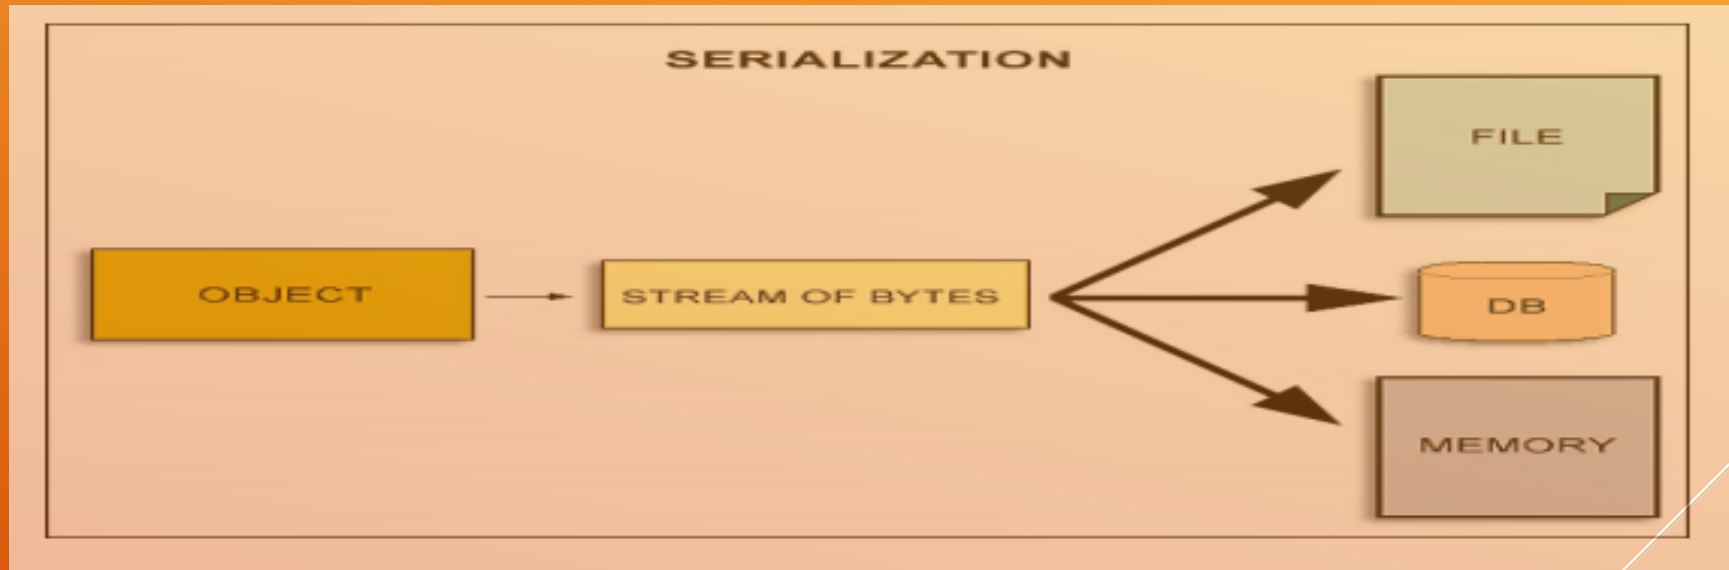 SERIALIZATION
OBJECT
STREAM OF BYTES
FILE
DB
MEMORY